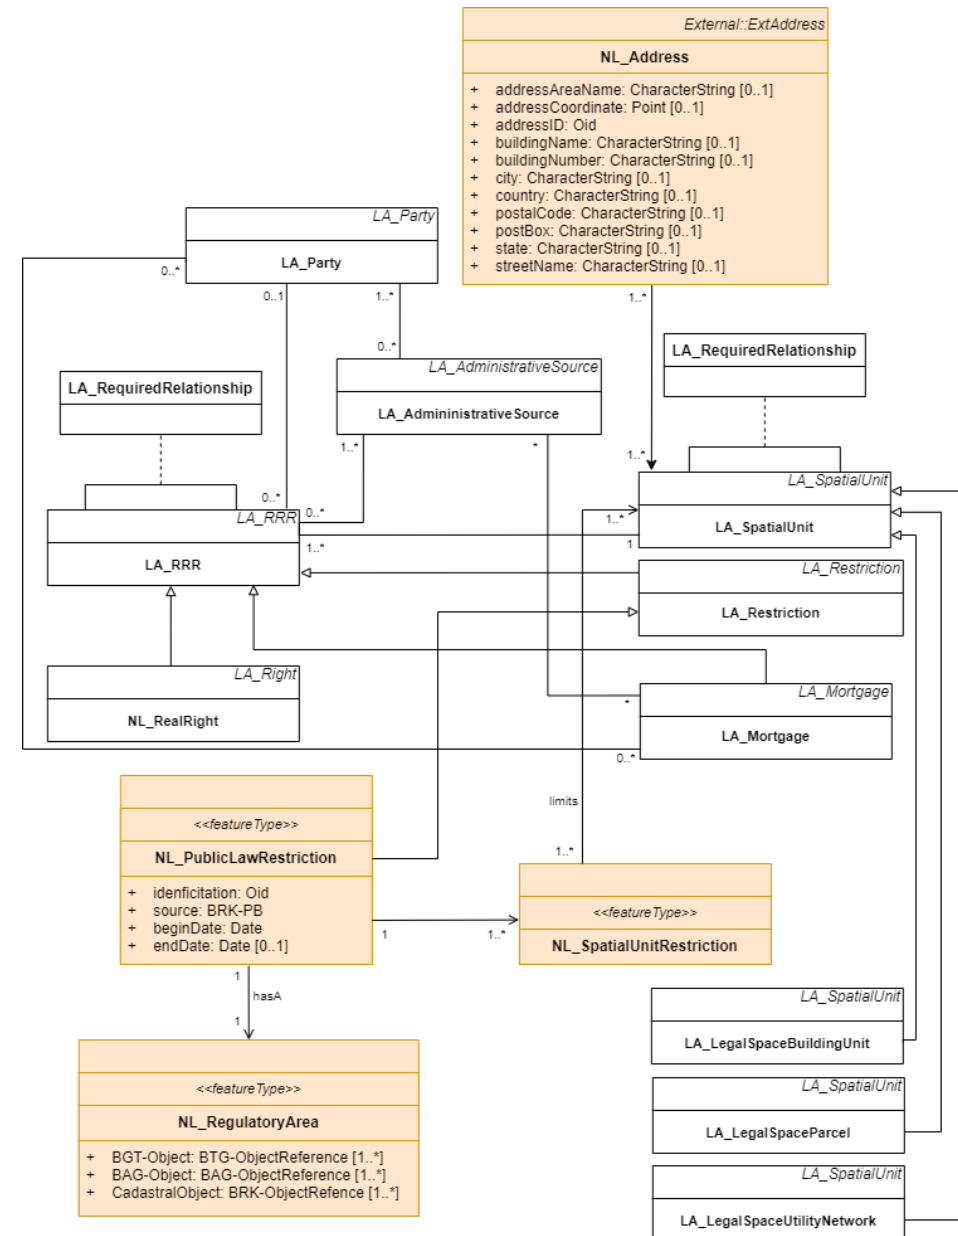 External::ExtAddress
NL_Address
+ addressAreaName: CharacterString [0..1]
+ addressCoordinate: Point [0..1]
+ addressID: Oid
+ buildingName: CharacterString [0..1]
+ buildingNumber: CharacterString [0..1]
+ city: CharacterString [0..1]
+ country: CharacterString [0..1]
+ postalCode: CharacterString [0..1]
+ postBox: CharacterString [0..1]
+ state: CharacterString [0..1]
+ streetName: CharacterString [0..1]
LA_Party
LA_Party
0..*
0..1
1..*
1..*
0..*
LA_RequiredRelationship
LA_AdministrativeSource
LA_AdmininistrativeSource
LA_RequiredRelationship
1..*
*
1..*
LA_SpatialUnit
LA_SpatialUnit
0..*
0..*
LA_RRR
LA_RRR
1..*
1..*
1
LA_Restriction
LA_Restriction
LA_Right
NL_RealRight
LA_Mortgage
LA_Mortgage
*
0..*
limits
1..*
<<featureType>>
NL_PublicLawRestriction
+ idenficitation: Oid
+ source: BRK-PB
+ beginDate: Date
+ endDate: Date [0..1]
1
1..*
<<featureType>>
NL_SpatialUnitRestriction
1
hasA
1
LA_SpatialUnit
LA_LegalSpaceBuildingUnit
<<featureType>>
NL_RegulatoryArea
+ BGT-Object: BTG-ObjectReference [1..*]
+ BAG-Object: BAG-ObjectReference [1..*]
+ CadastralObject: BRK-ObjectRefence [1..*]
LA_SpatialUnit
LA_LegalSpaceParcel
LA_SpatialUnit
LA_LegalSpaceUtilityNetwork